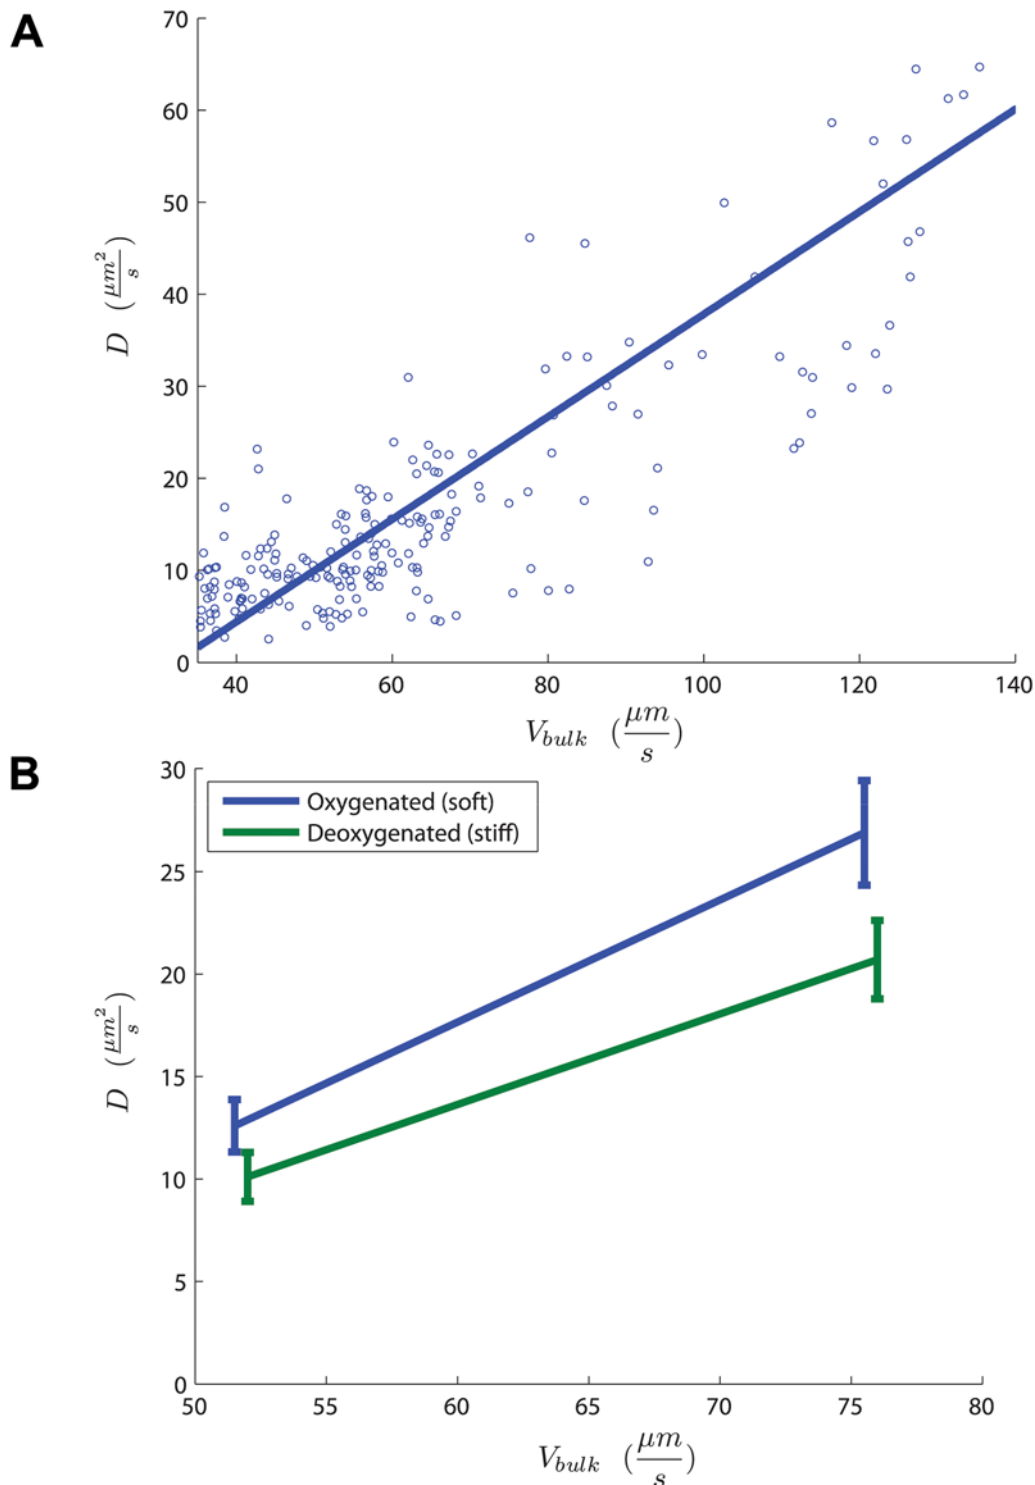 A
70
60
50
40
30
20
10
0
D (μm²/s)
40 60 80 100 120 140
V_bulk (μm/s)
B
30
25
20
15
10
5
0
Oxygenated (soft)
Deoxygenated (stiff)
D (μm²/s)
50 55 60 65 70 75 80
V_bulk (μm/s)